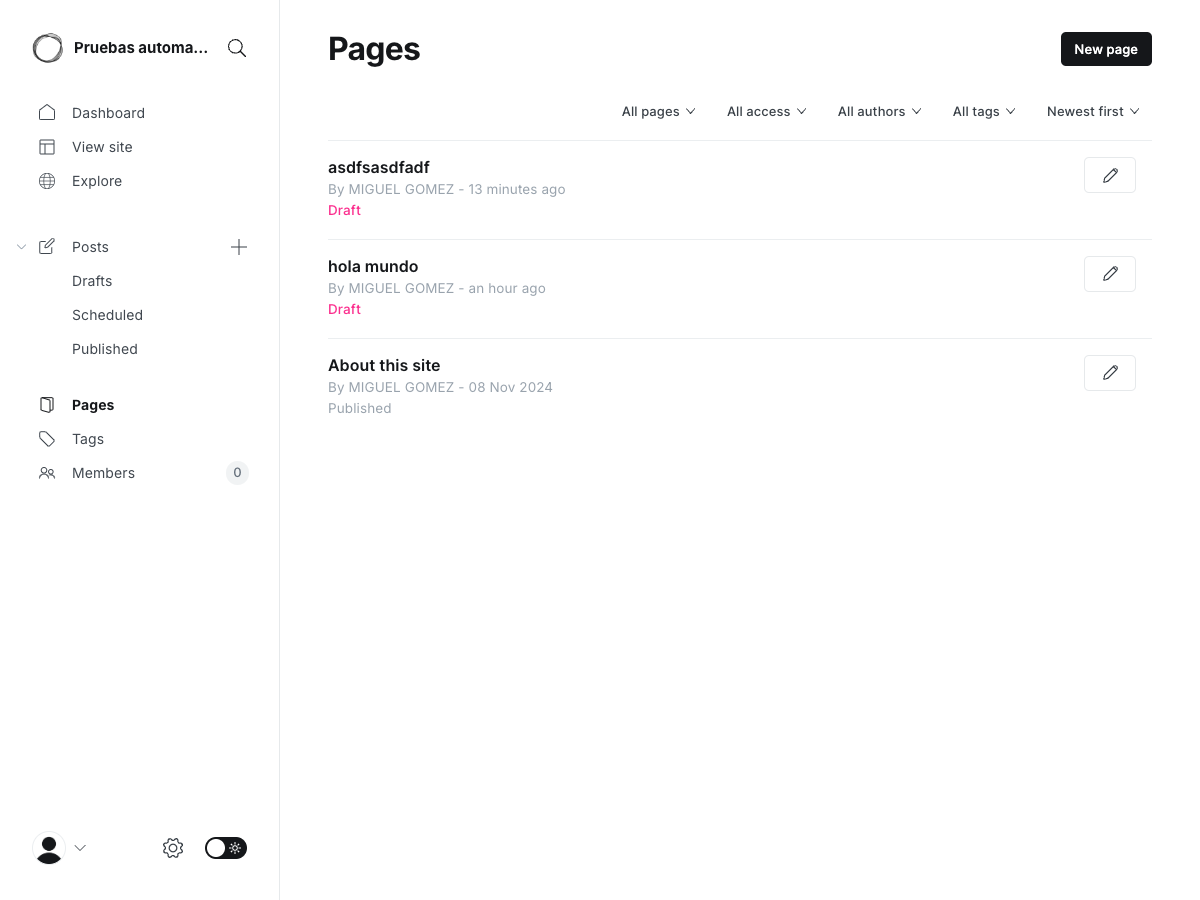 Pruebas automa...
Dashboard
View site
Explore
Posts
Drafts
Scheduled
Published
Pages
Tags
Members
0
Pages
New page
All pages
All access
All authors
All tags
Newest first
asdfsasdfadf
By MIGUEL GOMEZ - 13 minutes ago
Draft
hola mundo
By MIGUEL GOMEZ - an hour ago
Draft
About this site
By MIGUEL GOMEZ - 08 Nov 2024
Published